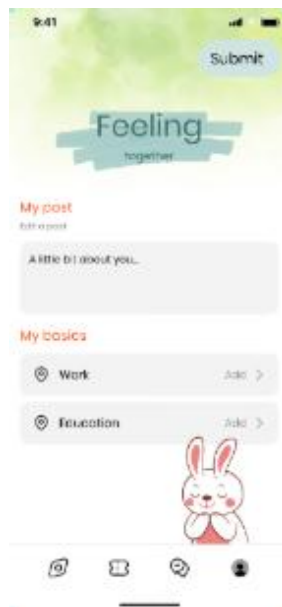 9:41
Submit
Feeling
together
My post
Edit a post
A little bit about you...
My basics
Work
Add
Education
Add